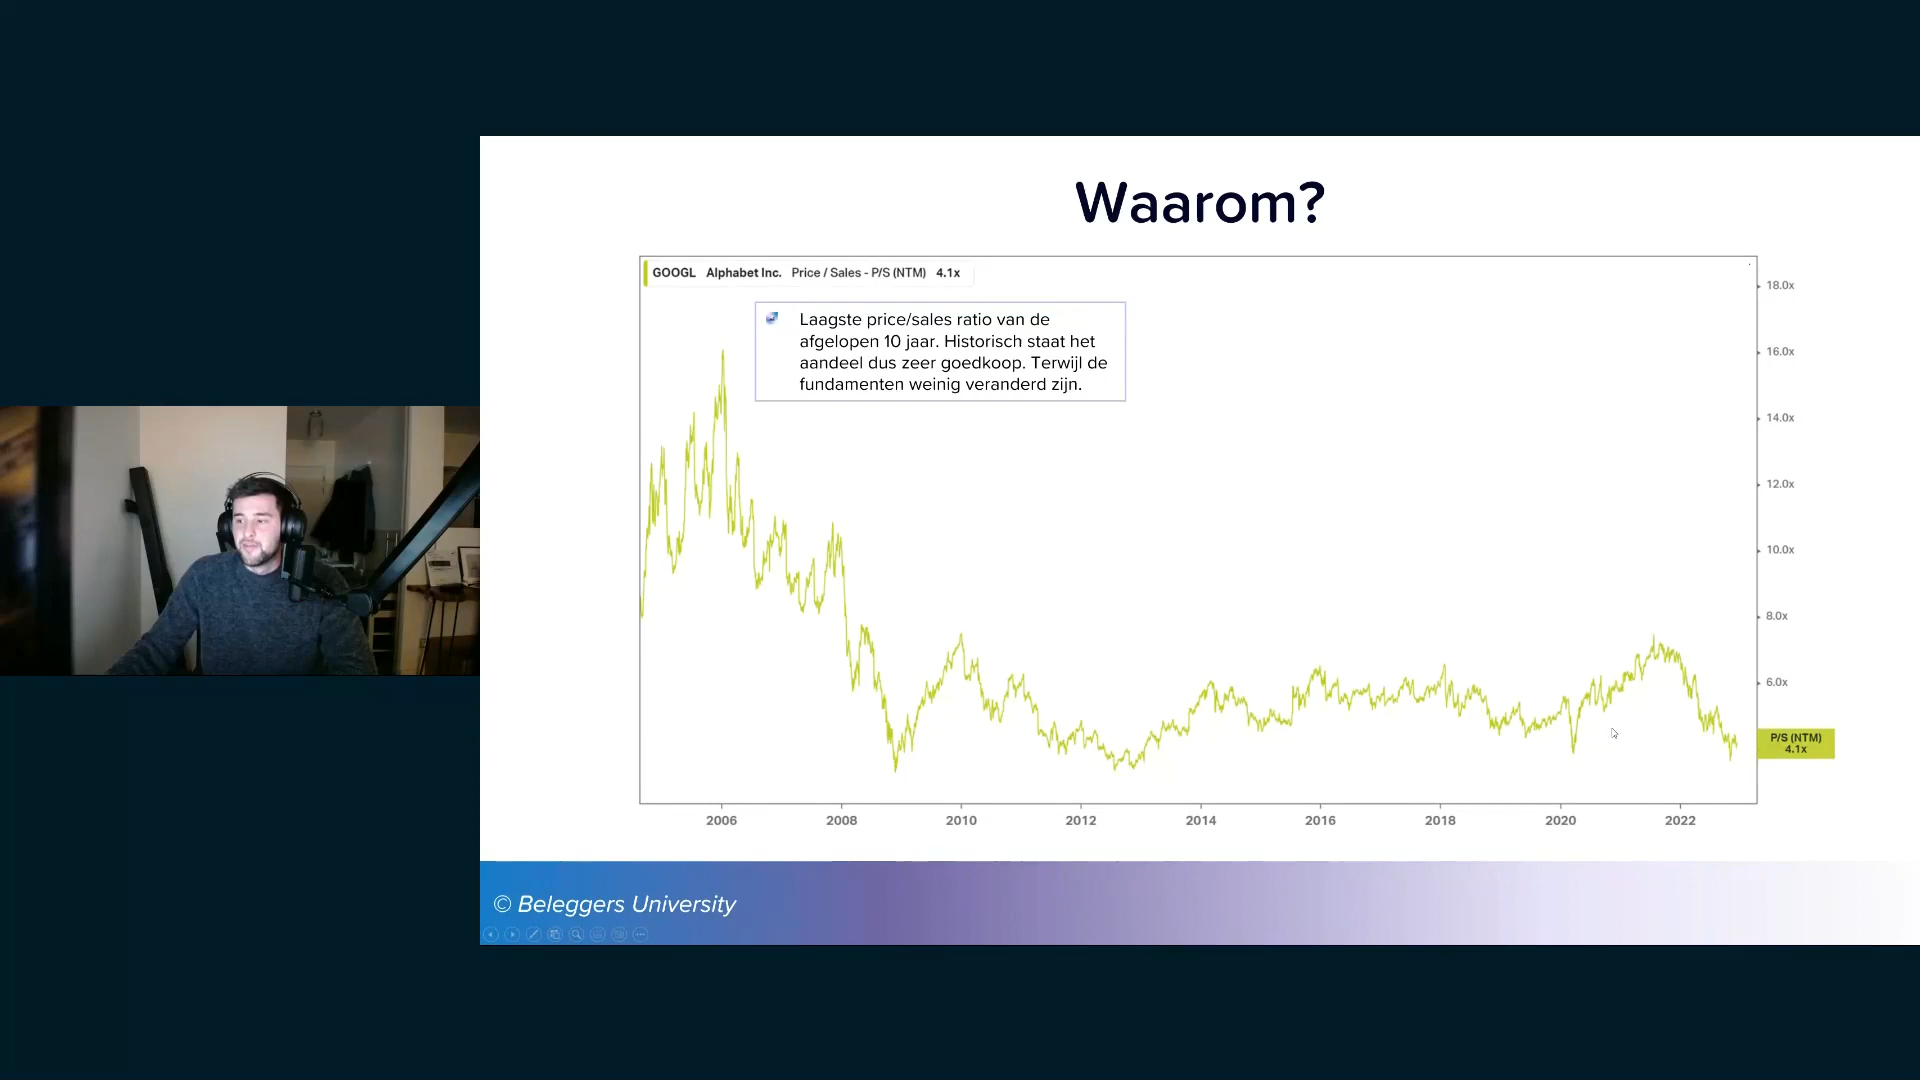 Waarom?
GOOGL Alphabet Inc. Price / Sales - P/S (NTM) 4.1x
Laagste price/sales ratio van de
afgelopen 10 jaar. Historisch staat het
aandeel dus zeer goedkoop. Terwijl de
fundamenten weinig veranderd zijn.
18.0x
16.0x
14.0x
12.0x
10.0x
8.0x
6.0x
P/S (NTM)
4.1x
2006 2008 2010 2012 2014 2016 2018 2020 2022
© Beleggers University